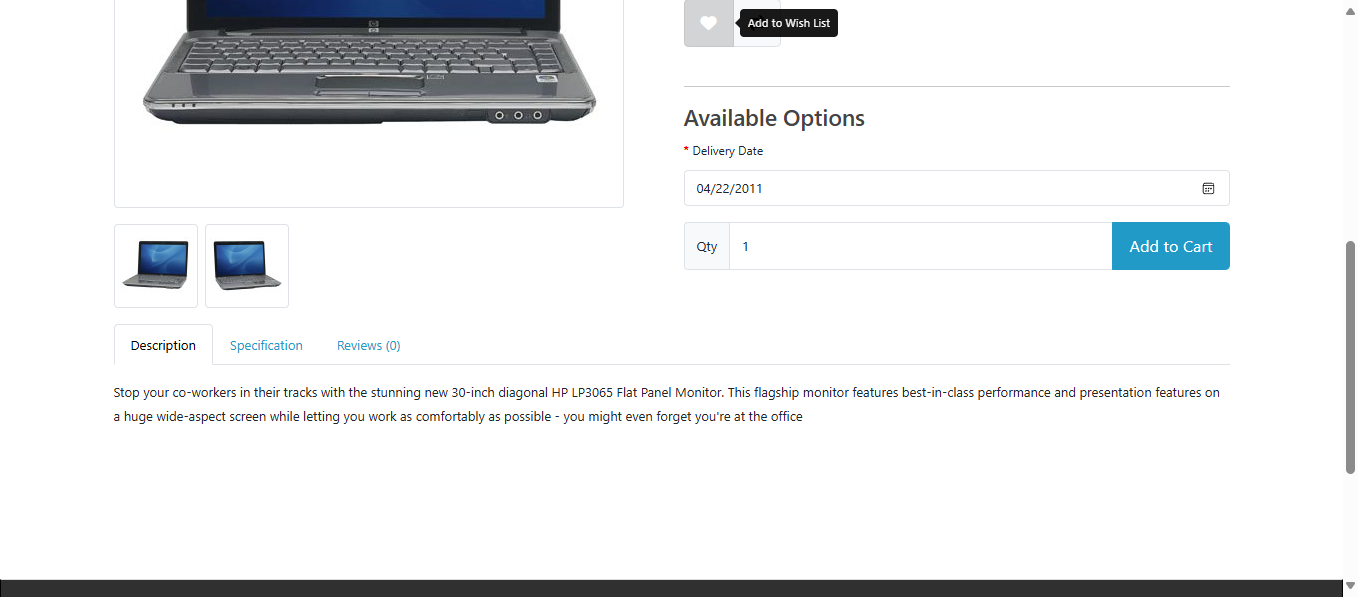 Add to Wish List
Available Options
* Delivery Date
04/22/2011
Qty 1 Add to Cart
Description Specification Reviews (0)
Stop your co-workers in their tracks with the stunning new 30-inch diagonal HP LP3065 Flat Panel Monitor. This flagship monitor features best-in-class performance and presentation features on
a huge wide-aspect screen while letting you work as comfortably as possible - you might even forget you're at the office